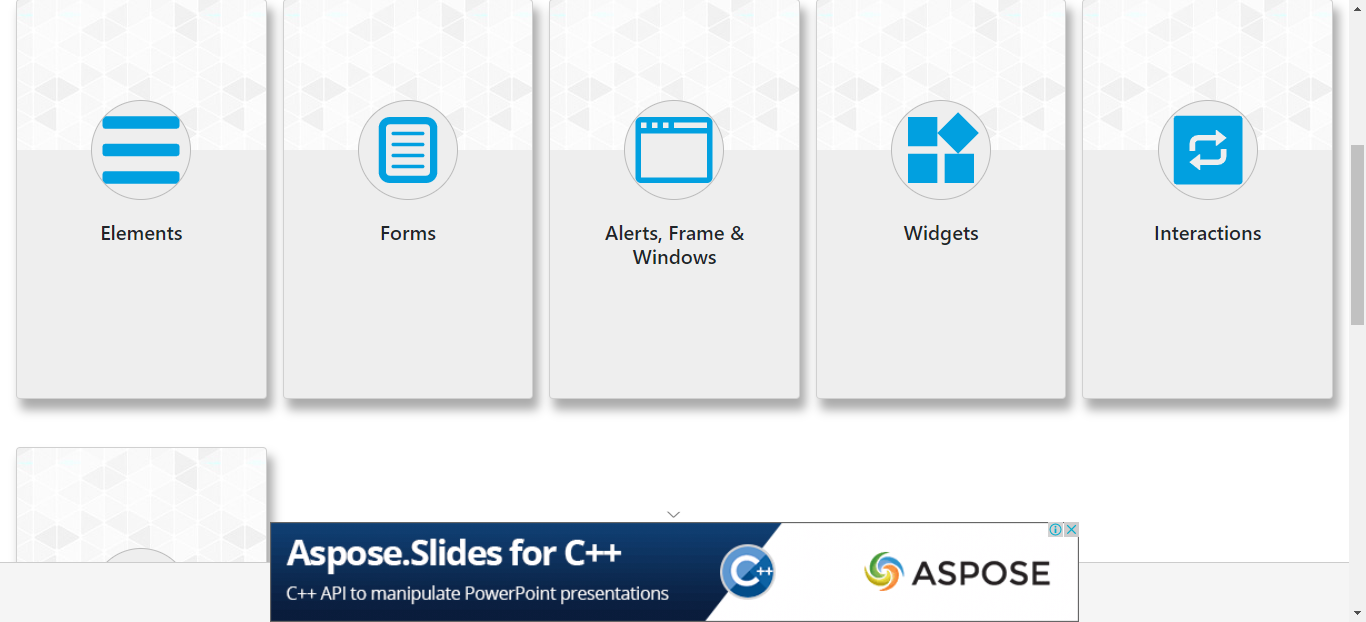 Elements
Forms
Alerts, Frame &
Windows
Widgets
Interactions
Aspose.Slides for C++
C++ API to manipulate PowerPoint presentations
C++
ASPOSE